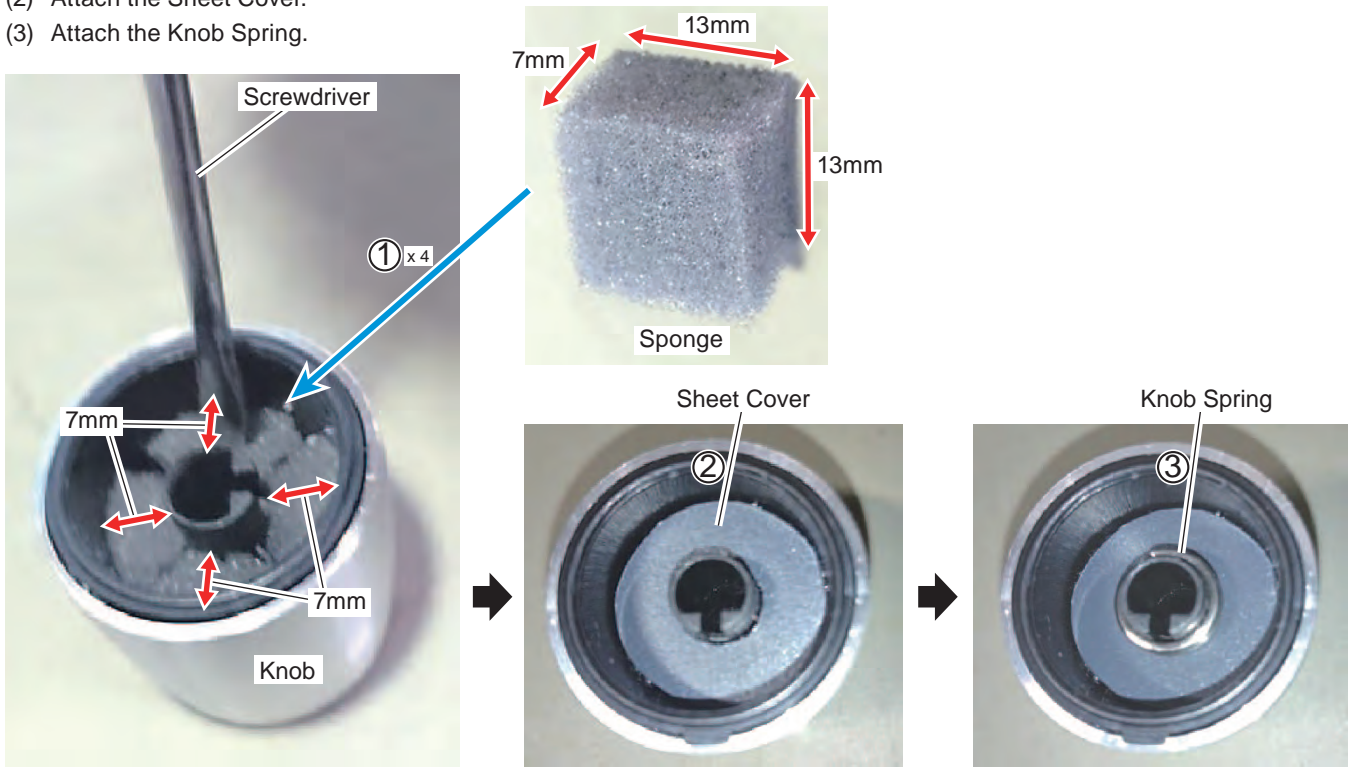 (2) Attach the Sheet Cover.
(3) Attach the Knob Spring.
13mm
7mm
Screwdriver
13mm
① x 4
Sponge
7mm
7mm
Knob
Sheet Cover
②
Knob Spring
③